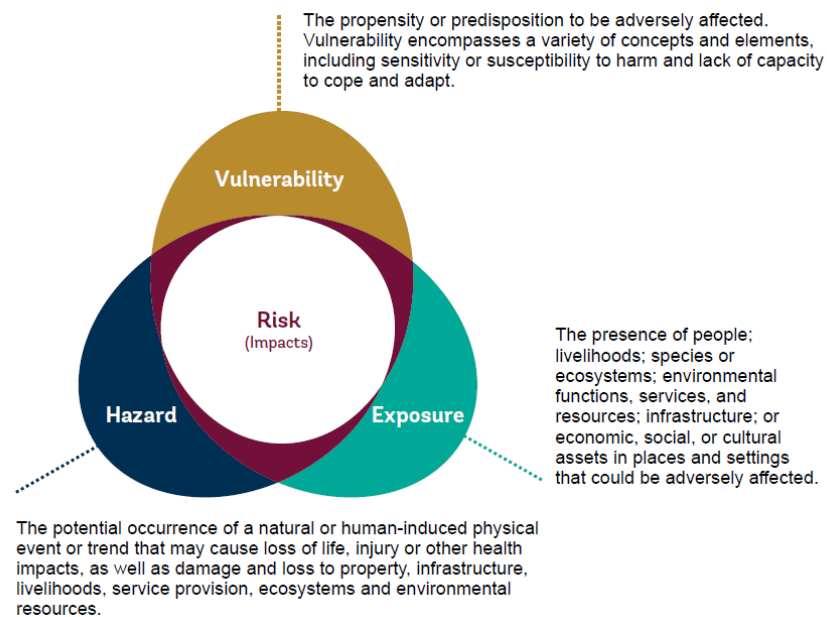 The propensity or predisposition to be adversely affected.
Vulnerability encompasses a variety of concepts and elements,
including sensitivity or susceptibility to harm and lack of capacity
to cope and adapt.
Vulnerability
Risk
(Impacts)
Hazard
Exposure
The presence of people;
livelihoods; species or
ecosystems; environmental
functions, services, and
resources; infrastructure; or
economic, social, or cultural
assets in places and settings
that could be adversely affected.
The potential occurrence of a natural or human-induced physical
event or trend that may cause loss of life, injury or other health
impacts, as well as damage and loss to property, infrastructure,
livelihoods, service provision, ecosystems and environmental
resources.